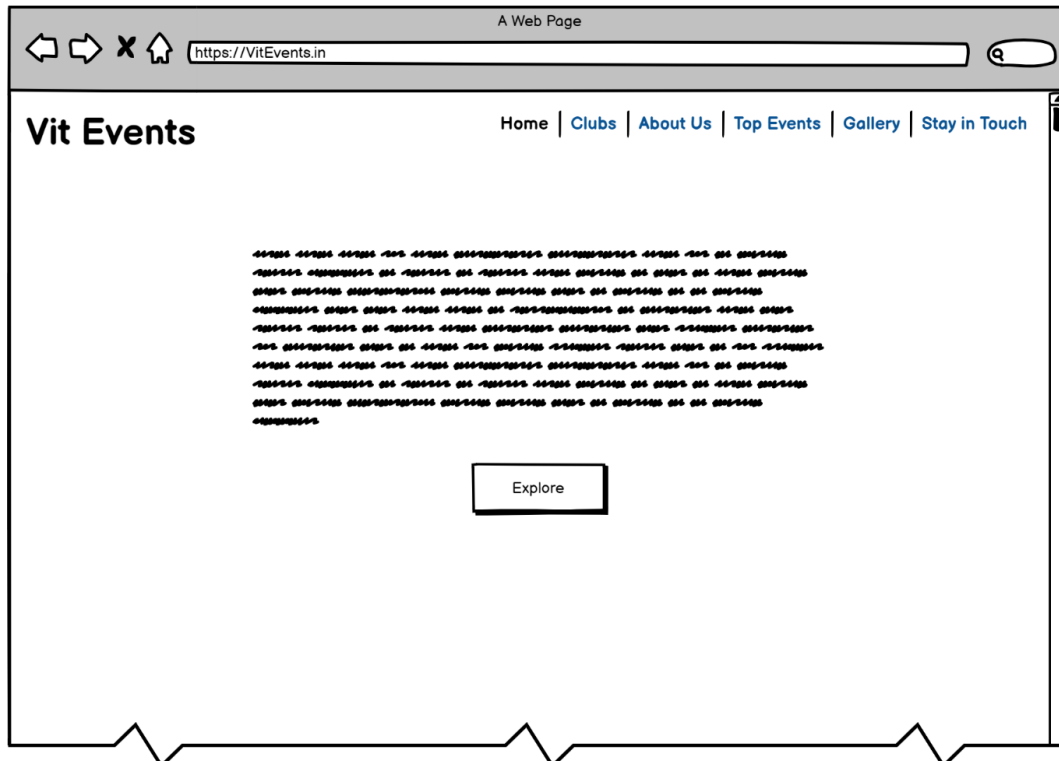 A Web Page
https://VitEvents.in
Vit Events
Home | Clubs | About Us | Top Events | Gallery | Stay in Touch
Explore